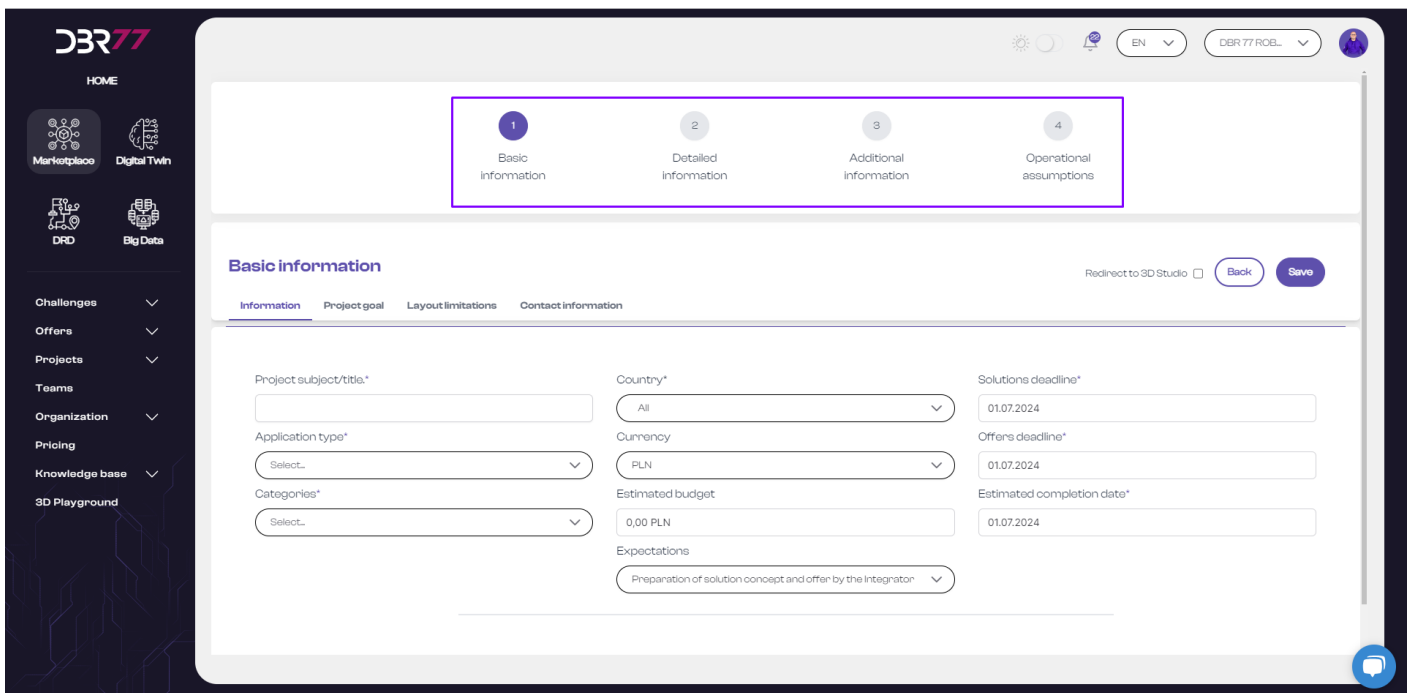 DBR77
HOME
Marketplace
Digital Twin
DRD
Big Data
Challenges
Offers
Projects
Teams
Organization
Pricing
Knowledge base
3D Playground
22
EN
DBR 77 ROB...
1
2
3
4
Basic
information
Detailed
information
Additional
information
Operational
assumptions
Basic information
Redirect to 3D Studio
Back
Save
Information
Project goal
Layout limitations
Contact information
Project subject/title.*
Country*
Solutions deadline*
All
01.07.2024
Application type*
Currency
Offers deadline*
Select...
PLN
01.07.2024
Categories*
Estimated budget
Estimated completion date*
Select...
0,00 PLN
01.07.2024
Expectations
Preparation of solution concept and offer by the Integrator